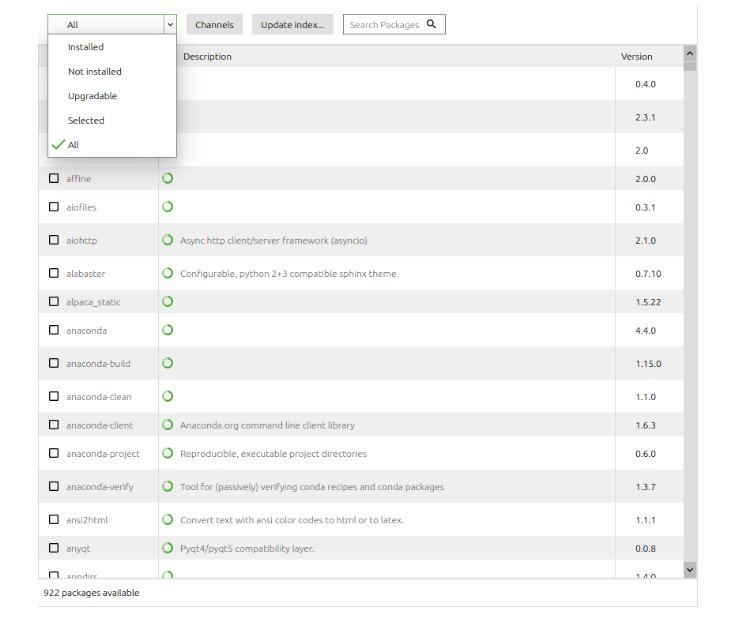 All
Channels
Update index...
Search Packages
Installed
Not installed
Upgradable
Selected
All
Description
Version
0.4.0
2.3.1
2.0
affine 2.0.0
aiofiles 0.3.1
aiohttp Async http client/server framework (asyncio) 2.1.0
alabaster Configurable, python 2+3 compatible sphinx theme 0.7.10
alpaca_static 1.5.22
anaconda 4.4.0
anaconda-build 1.15.0
anaconda-clean 1.1.0
anaconda-client Anaconda.org command line client library 1.6.3
anaconda-project Reproducible, executable project directories 0.6.0
anaconda-verify Tool for (passively) verifying conda recipes and conda packages 1.3.7
ansi2html Convert text with ansi color codes to html or to latex. 1.1.1
anyqt Pyqt4/pyqt5 compatibility layer. 0.0.8
appdirs 1.4.0
922 packages available